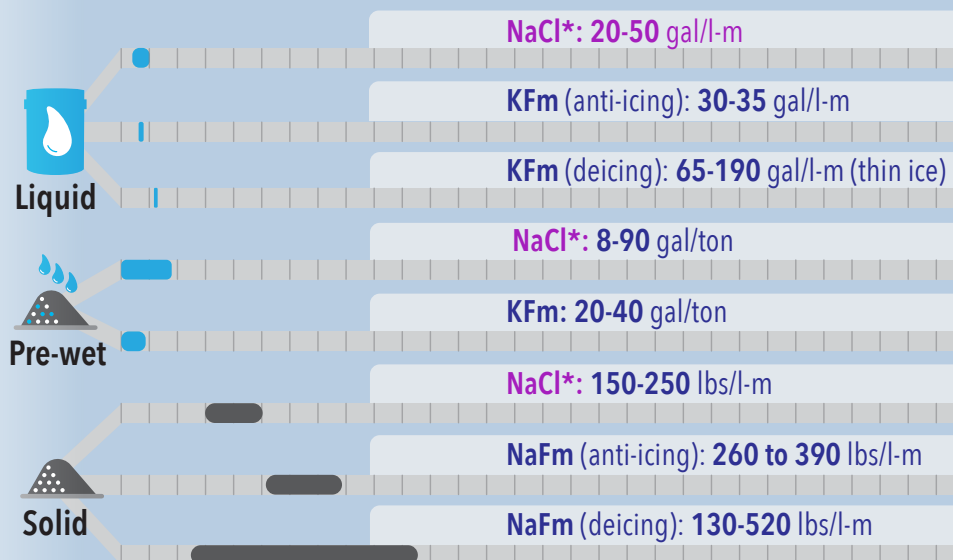 NaCl*: 20-50 gal/l-m
KFm (anti-icing): 30-35 gal/l-m
KFm (deicing): 65-190 gal/l-m (thin ice)
Liquid
NaCl*: 8-90 gal/ton
KFm: 20-40 gal/ton
Pre-wet
NaCl*: 150-250 lbs/l-m
NaFm (anti-icing): 260 to 390 lbs/l-m
Solid
NaFm (deicing): 130-520 lbs/l-m